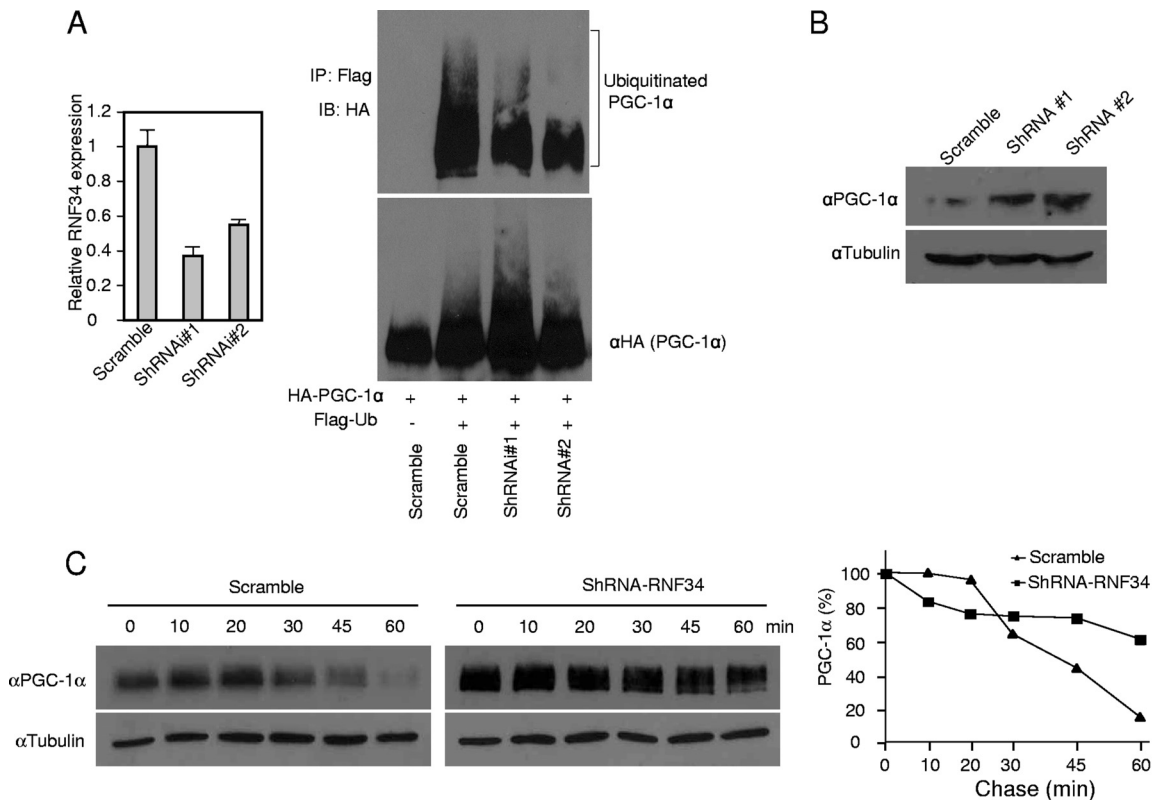 A
IP: Flag
IB: HA
Ubiquitinated
PGC-1α
Relative RNF34 expression
1.2
1
0.8
0.6
0.4
0.2
0
Scramble
ShRNAi#1
ShRNAi#2
αHA (PGC-1α)
HA-PGC-1α + + + +
Flag-Ub - + + +
Scramble
Scramble
ShRNAi#1
ShRNA#2
B
Scramble
ShRNA #1
ShRNA #2
αPGC-1α
αTubulin
C
Scramble
0 10 20 30 45 60
ShRNA-RNF34
0 10 20 30 45 60 min
αPGC-1α
αTubulin
Scramble
ShRNA-RNF34
PGC-1α (%)
100
80
60
40
20
0
0 10 20 30 45 60
Chase (min)